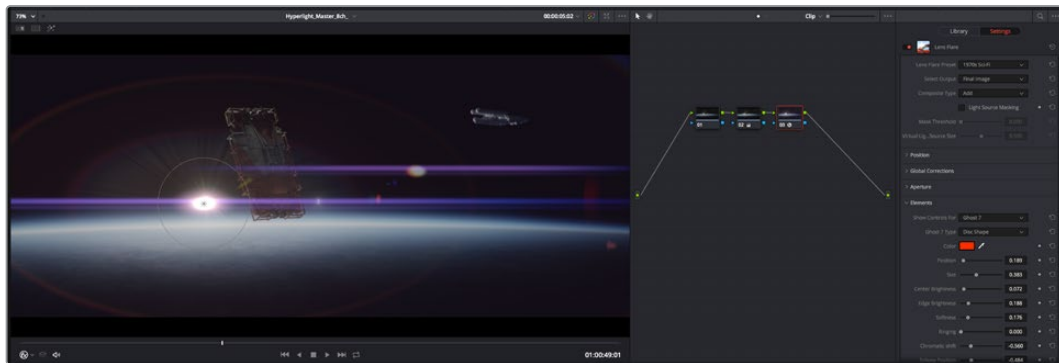 73%
Hyperlight_Master_8ch_
00:00:05:02
Clip
Library
Settings
Lens Flare
Lens Flare Preset
1970s Sci-Fi
Select Output
Final Image
Composite Type
Add
Light Source Masking
Mask Threshold
Position
Global Corrections
Aperture
Elements
Show Controls For
Ghost 7
Ghost 7 Type
Disc Shape
Color
Position
0.189
Size
0.383
Center Brightness
0.072
Edge Brightness
0.188
Softness
0.176
Ringing
0.000
Chromatic Shift
-0.560
01
02
03
01:00:49:01